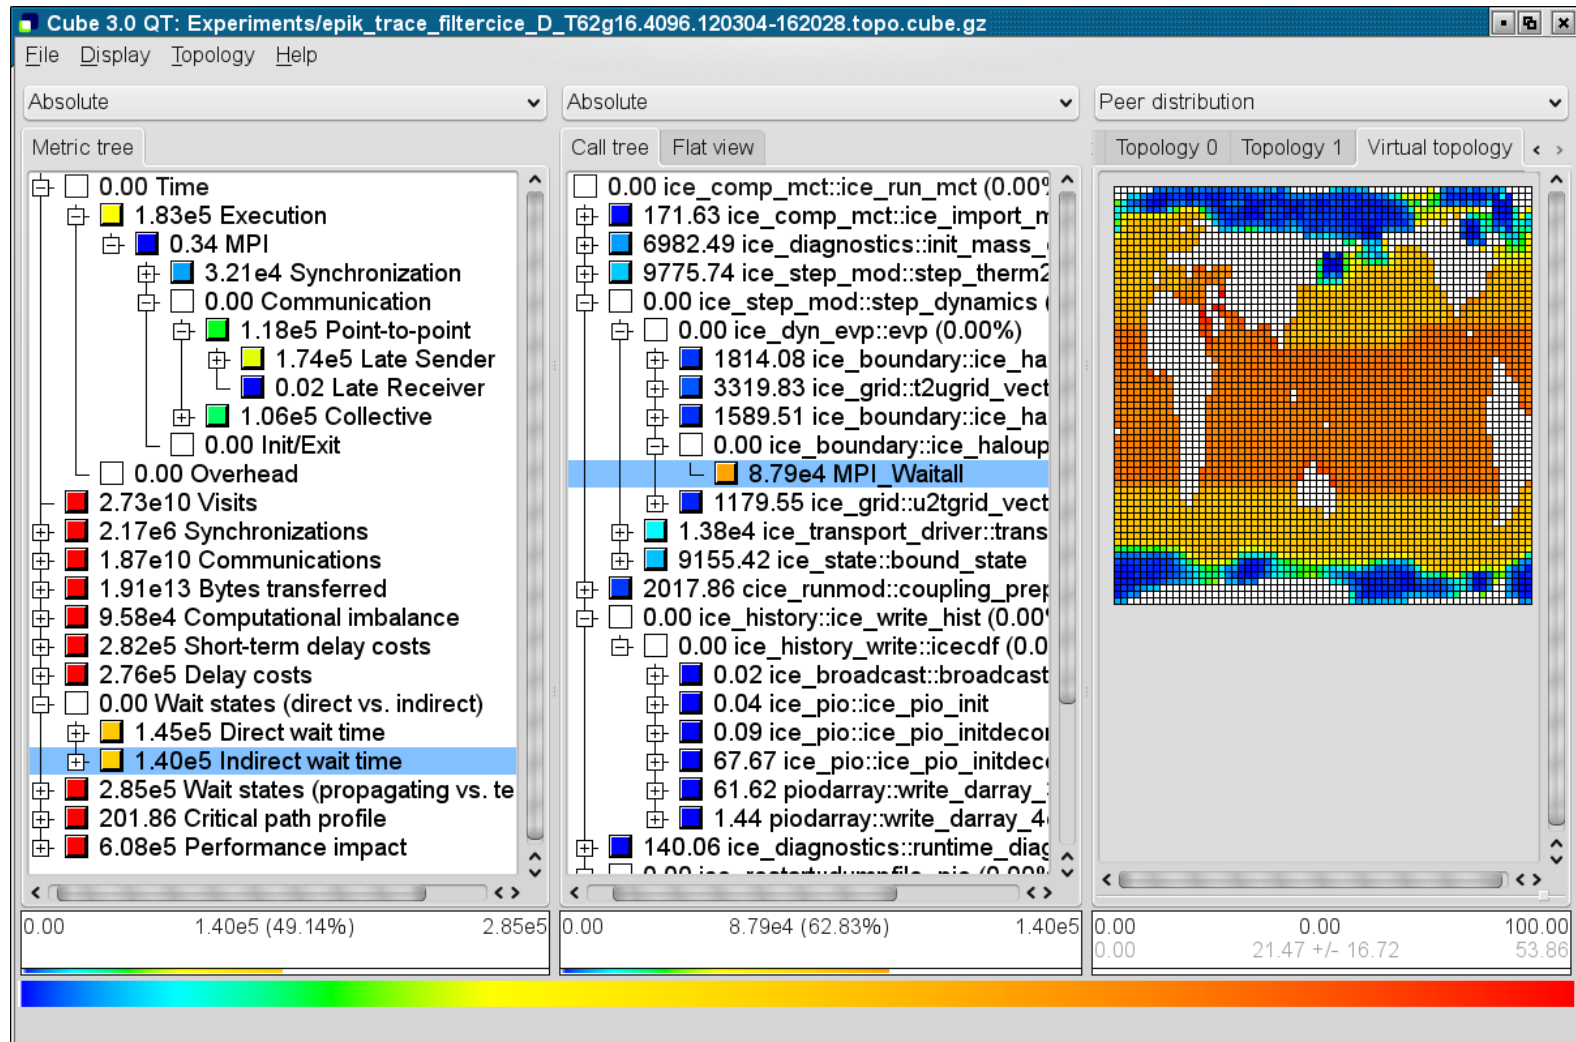 Cube 3.0 QT: Experiments/epik_trace_filtercice_D_T62g16.4096.120304-162028.topo.cube.gz
File Display Topology Help
Absolute
Metric tree
0.00 Time
1.83e5 Execution
0.34 MPI
3.21e4 Synchronization
0.00 Communication
1.18e5 Point-to-point
1.74e5 Late Sender
0.02 Late Receiver
1.06e5 Collective
0.00 Init/Exit
0.00 Overhead
2.73e10 Visits
2.17e6 Synchronizations
1.87e10 Communications
1.91e13 Bytes transferred
9.58e4 Computational imbalance
2.82e5 Short-term delay costs
2.76e5 Delay costs
0.00 Wait states (direct vs. indirect)
1.45e5 Direct wait time
1.40e5 Indirect wait time
2.85e5 Wait states (propagating vs. te
201.86 Critical path profile
6.08e5 Performance impact
0.00 1.40e5 (49.14%) 2.85e5
Absolute
Call tree Flat view
0.00 ice_comp_mct::ice_run_mct (0.00%
171.63 ice_comp_mct::ice_import_m
6982.49 ice_diagnostics::init_mass_
9775.74 ice_step_mod::step_therm2
0.00 ice_step_mod::step_dynamics (
0.00 ice_dyn_evp::evp (0.00%)
1814.08 ice_boundary::ice_ha
3319.83 ice_grid::t2ugrid_vect
1589.51 ice_boundary::ice_ha
0.00 ice_boundary::ice_haloup
8.79e4 MPI_Waitall
1179.55 ice_grid::u2tgrid_vect
1.38e4 ice_transport_driver::trans
9155.42 ice_state::bound_state
2017.86 cice_runmod::coupling_prep
0.00 ice_history::ice_write_hist (0.00%
0.00 ice_history_write::icecdf (0.0
0.02 ice_broadcast::broadcast
0.04 ice_pio::ice_pio_init
0.09 ice_pio::ice_pio_initdecor
67.67 ice_pio::ice_pio_initdec
61.62 piodarray::write_darray_
1.44 piodarray::write_darray_4
140.06 ice_diagnostics::runtime_diag
0.00 8.79e4 (62.83%) 1.40e5
Peer distribution
Topology 0 Topology 1 Virtual topology
0.00 0.00 100.00
0.00 21.47 +/- 16.72 53.86